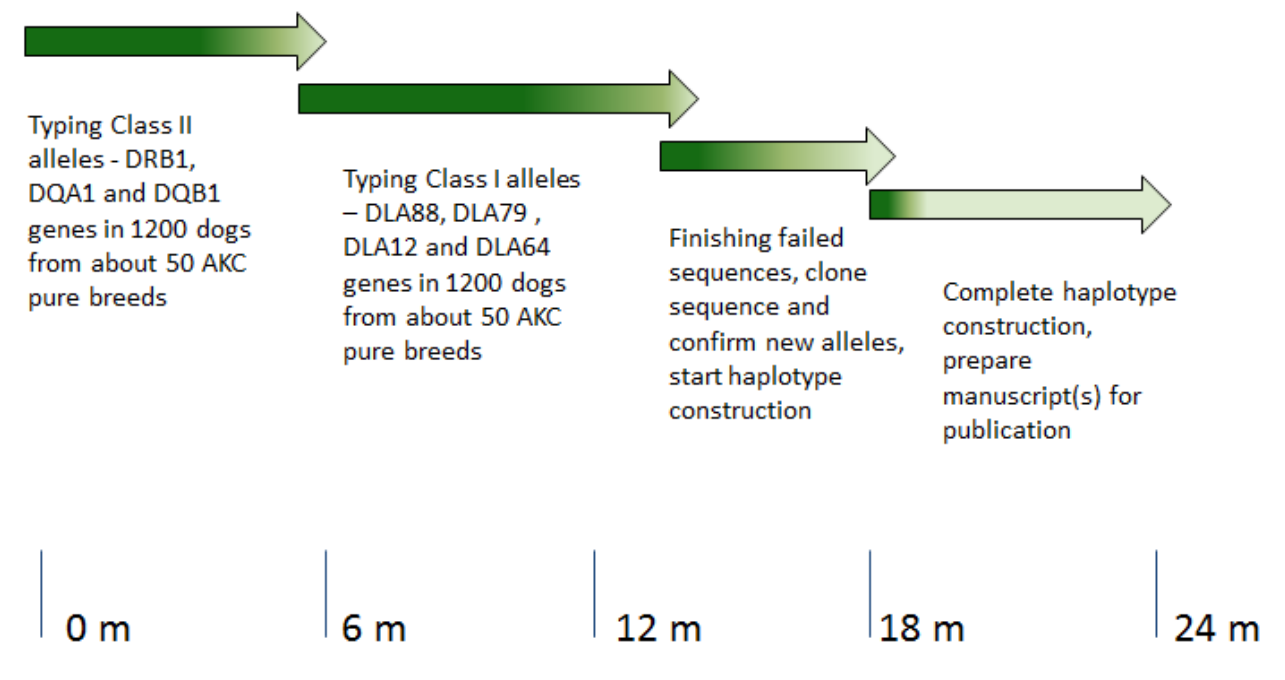 Typing Class II
alleles - DRB1,
DQA1 and DQB1
genes in 1200 dogs
from about 50 AKC
pure breeds
Typing Class I alleles
– DLA88, DLA79 ,
DLA12 and DLA64
genes in 1200 dogs
from about 50 AKC
pure breeds
Finishing failed
sequences, clone
sequence and
confirm new alleles,
start haplotype
construction
Complete haplotype
construction,
prepare
manuscript(s) for
publication
0 m
6 m
12 m
18 m
24 m